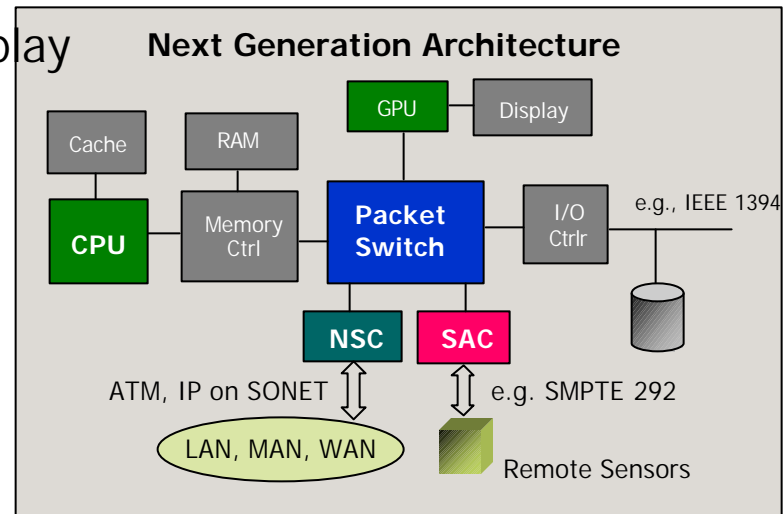 play
Next Generation Architecture
GPU
Display
Cache
RAM
CPU
Memory
Ctrl
Packet
Switch
I/O
Ctrlr
e.g., IEEE 1394
NSC
SAC
ATM, IP on SONET
e.g. SMPTE 292
LAN, MAN, WAN
Remote Sensors